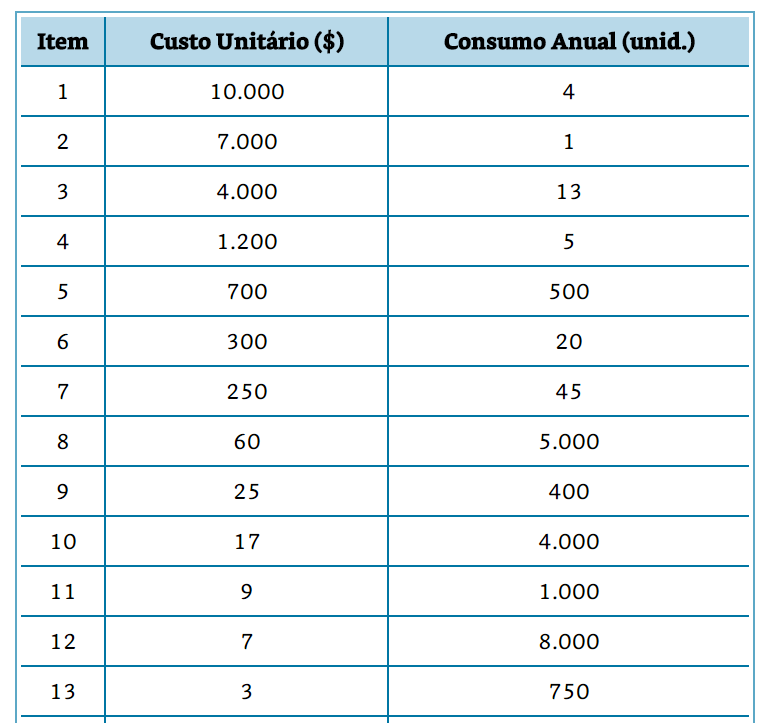 Item Custo Unitário ($) Consumo Anual (unid.)
1 10.000 4
2 7.000 1
3 4.000 13
4 1.200 5
5 700 500
6 300 20
7 250 45
8 60 5.000
9 25 400
10 17 4.000
11 9 1.000
12 7 8.000
13 3 750